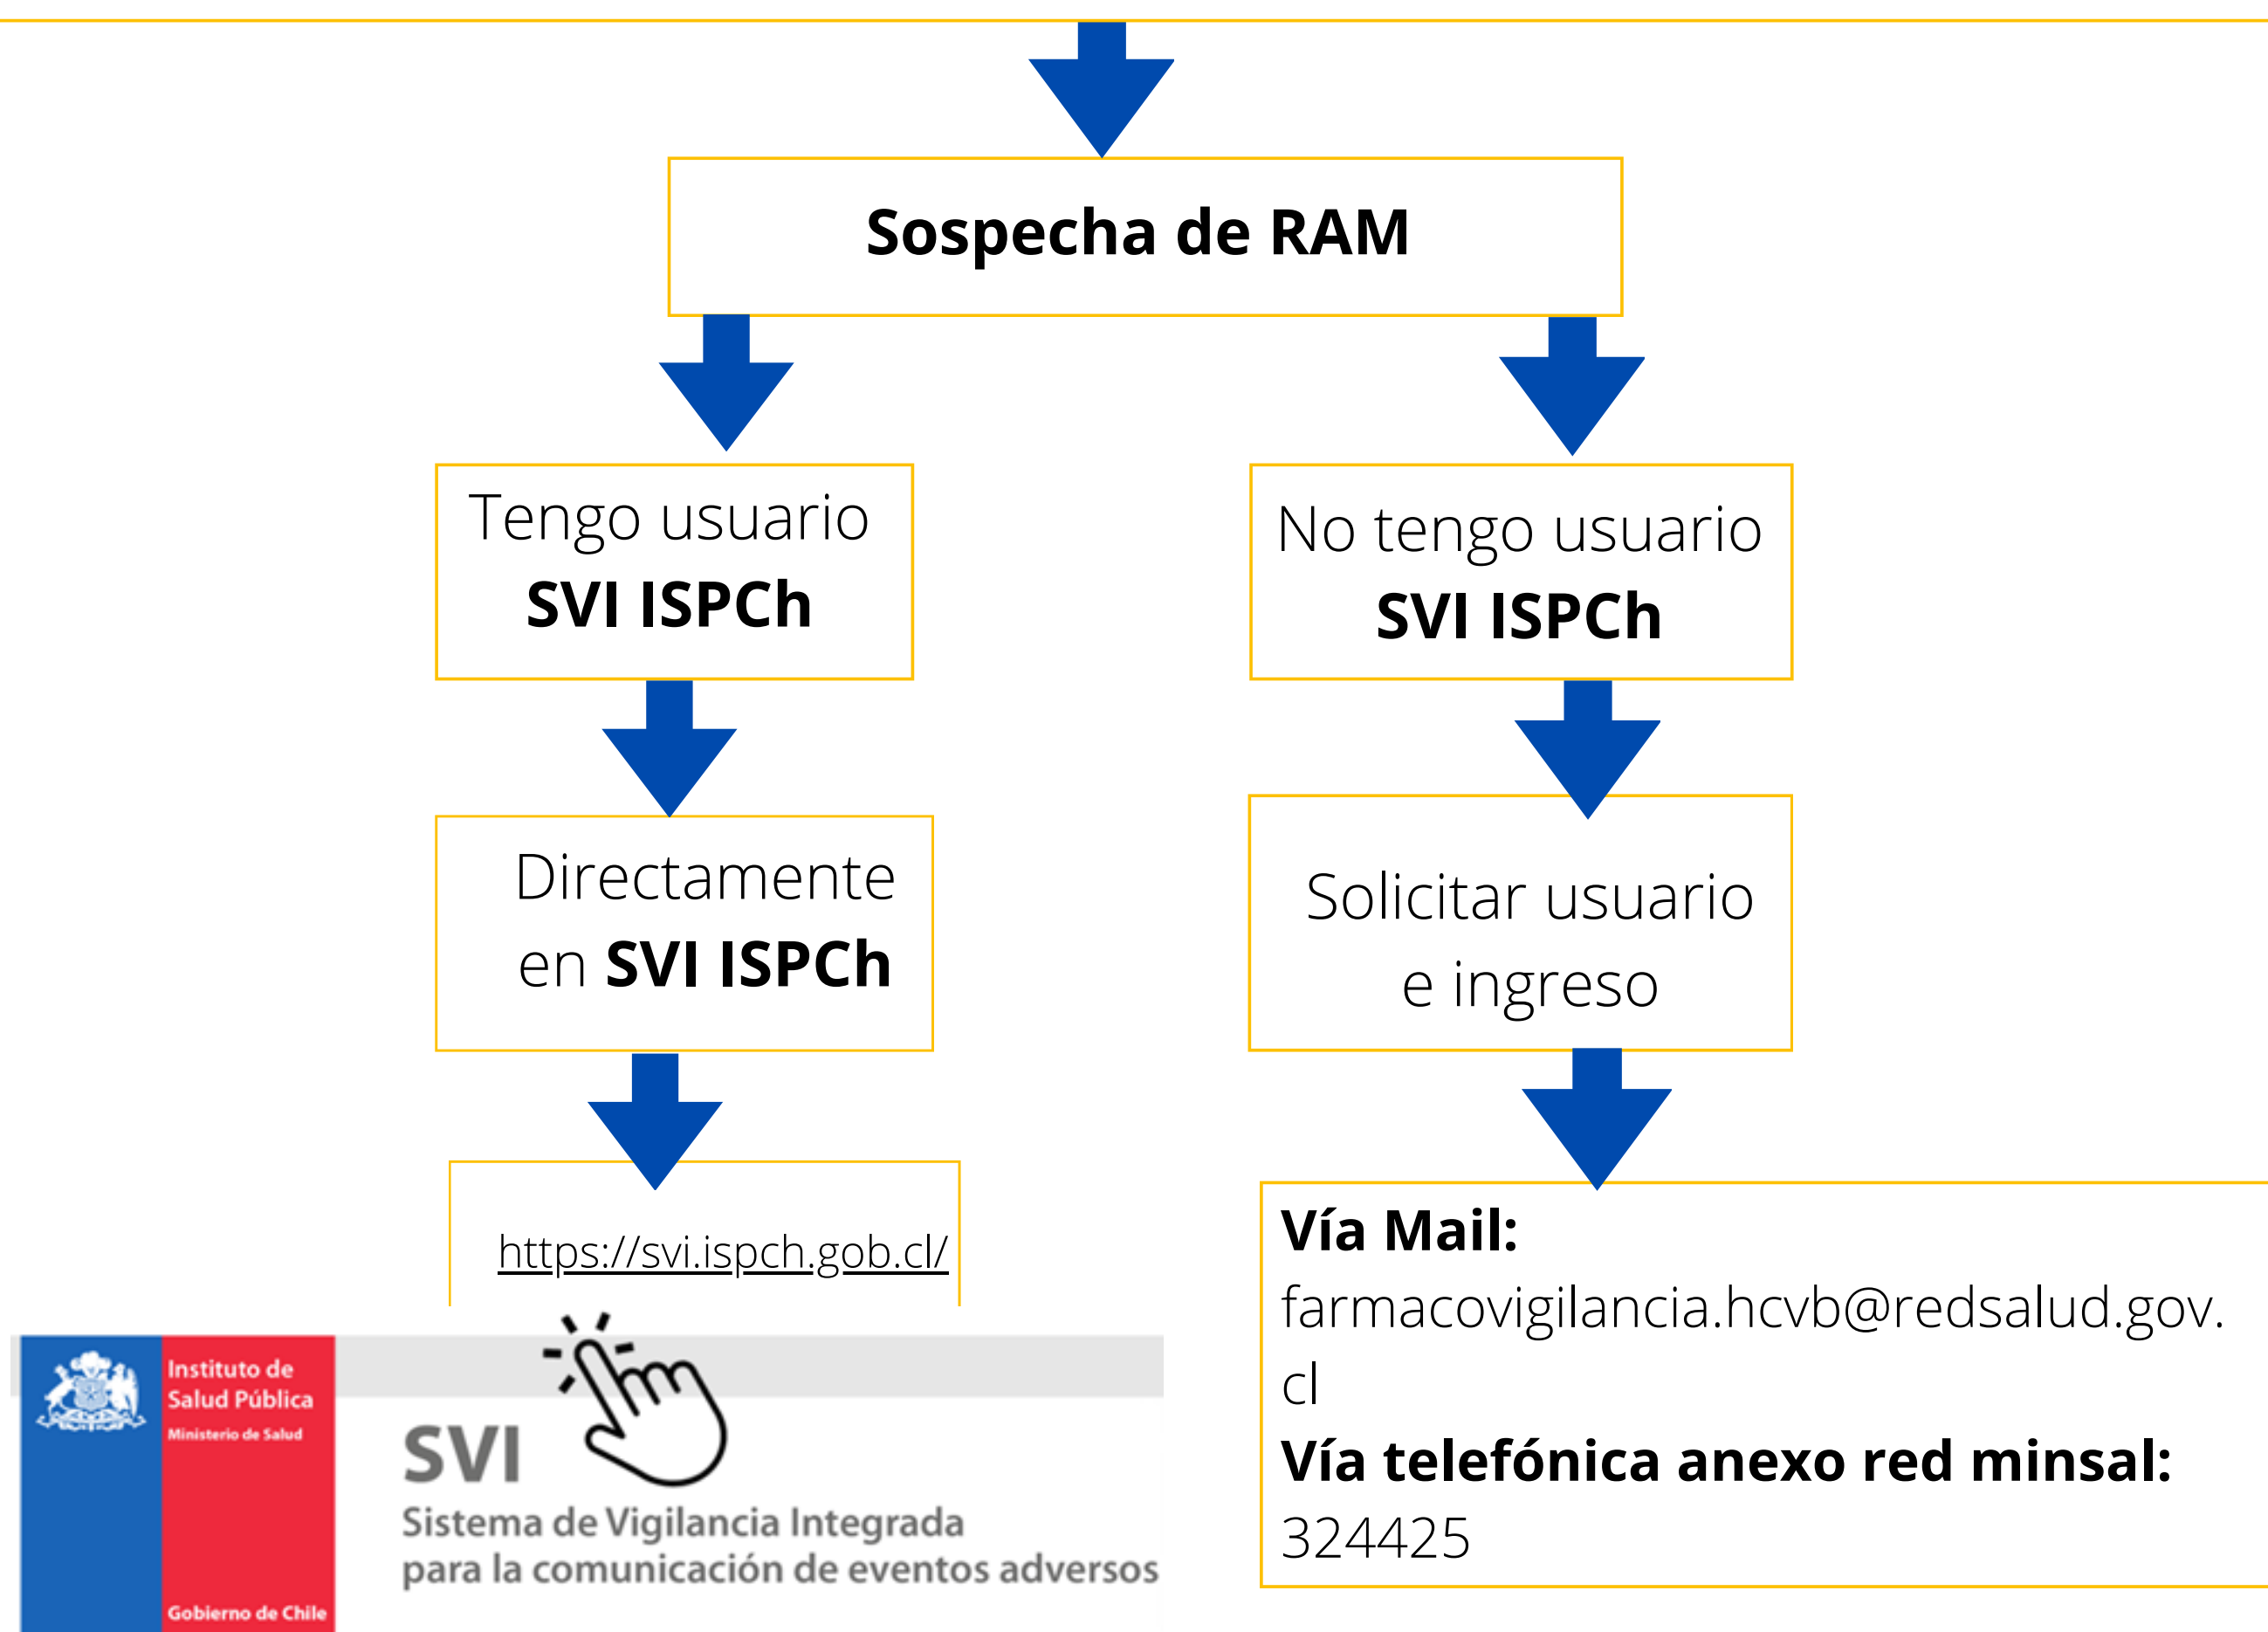 Sospecha de RAM
Tengo usuario
SVI ISPCh
No tengo usuario
SVI ISPCh
Directamente
en SVI ISPCh
Solicitar usuario
e ingreso
https://svi.ispch.gob.cl/
Vía Mail:
farmacovigilancia.hcvb@redsalud.gov.
cl
Vía telefónica anexo red minsal:
324425
Instituto de
Salud Pública
Ministerio de Salud
Gobierno de Chile
SVI
Sistema de Vigilancia Integrada
para la comunicación de eventos adversos